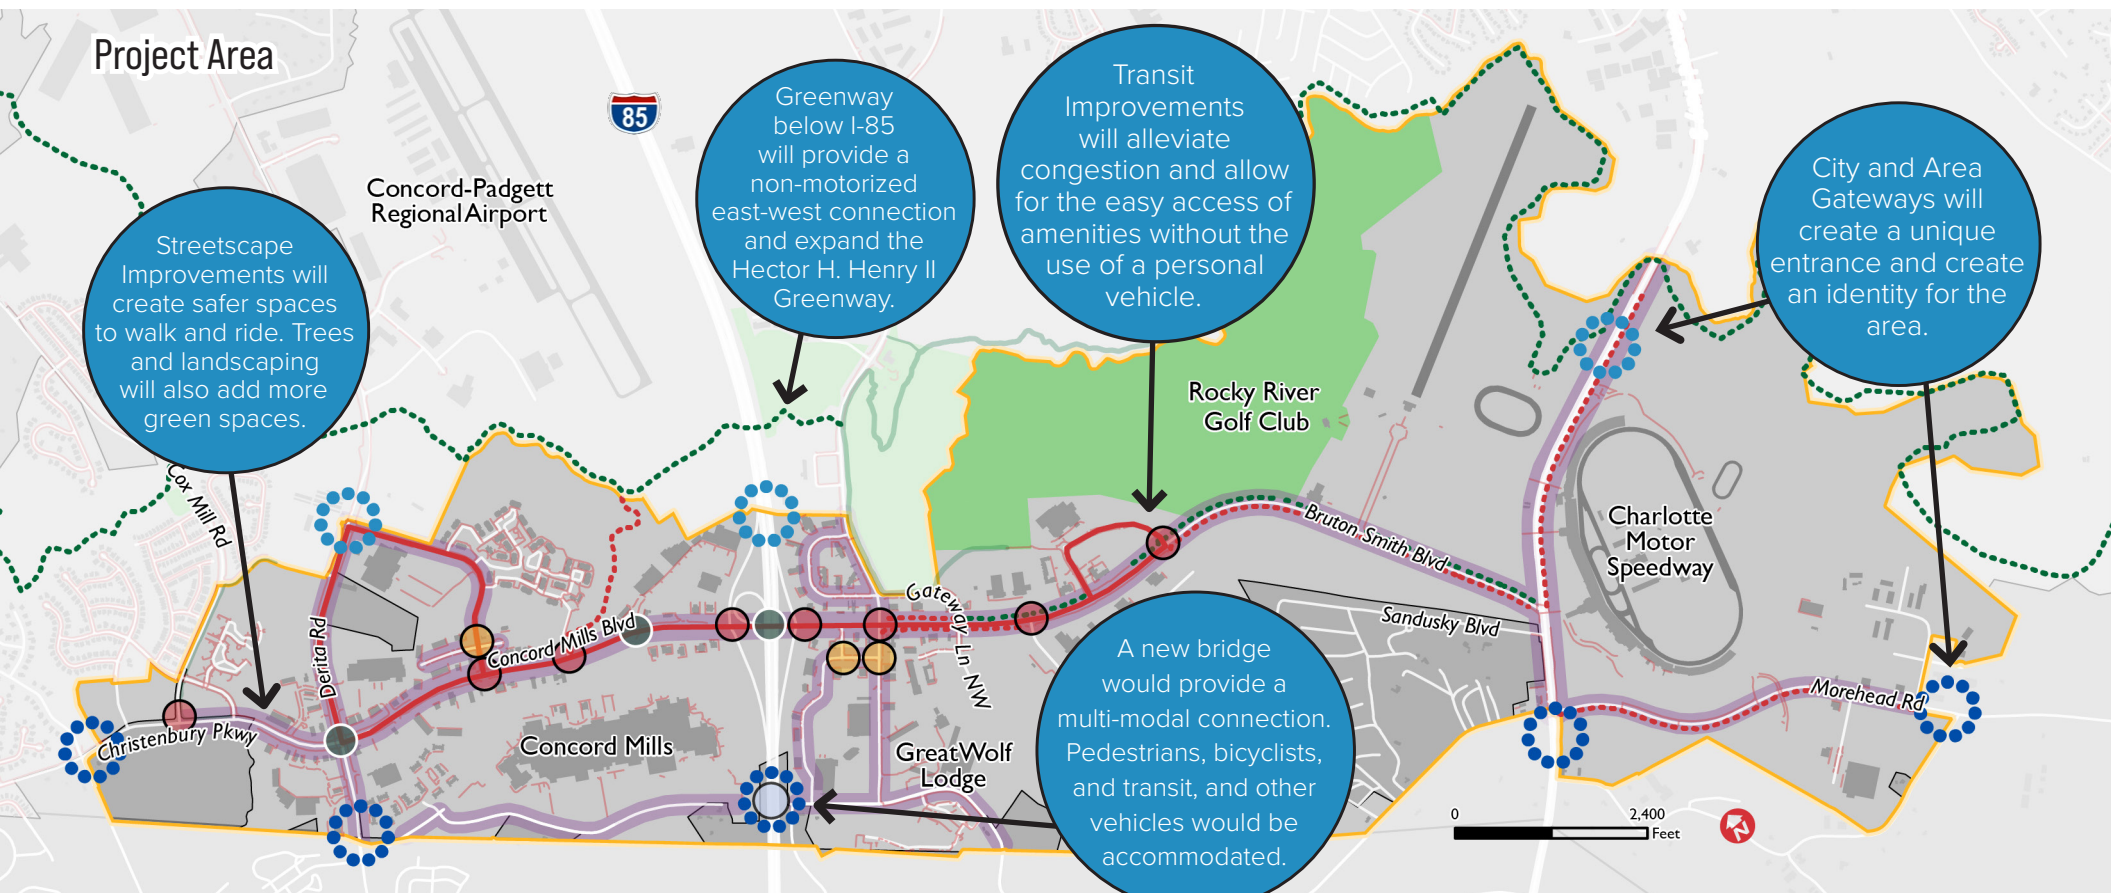 Project Area
85
Concord-Padgett
Regional Airport
Streetscape
Improvements will
create safer spaces
to walk and ride. Trees
and landscaping
will also add more
green spaces.
Greenway
below I-85
will provide a
non-motorized
east-west connection
and expand the
Hector H. Henry II
Greenway.
Transit
Improvements
will alleviate
congestion and allow
for the easy access of
amenities without the
use of a personal
vehicle.
City and Area
Gateways will
create a unique
entrance and create
an identity for the
area.
Rocky River
Golf Club
Cox Mill Rd
Bruton Smith Blvd
Charlotte
Motor
Speedway
Gateway Ln NW
Sandusky Blvd
Derita Rd
Concord Mills Blvd
Christenbury Pkwy
Concord Mills
Great Wolf
Lodge
A new bridge
would provide a
multi-modal connection.
Pedestrians, bicyclists,
and transit, and other
vehicles would be
accommodated.
Morehead Rd
0
2,400
Feet
N